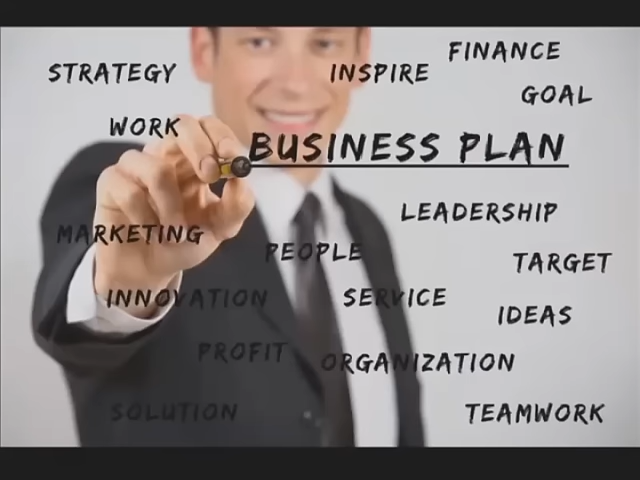 FINANCE
STRATEGY
INSPIRE
GOAL
WORK
BUSINESS PLAN
LEADERSHIP
MARKETING
PEOPLE
TARGET
INNOVATION
SERVICE
IDEAS
PROFIT
ORGANIZATION
SOLUTION
TEAMWORK